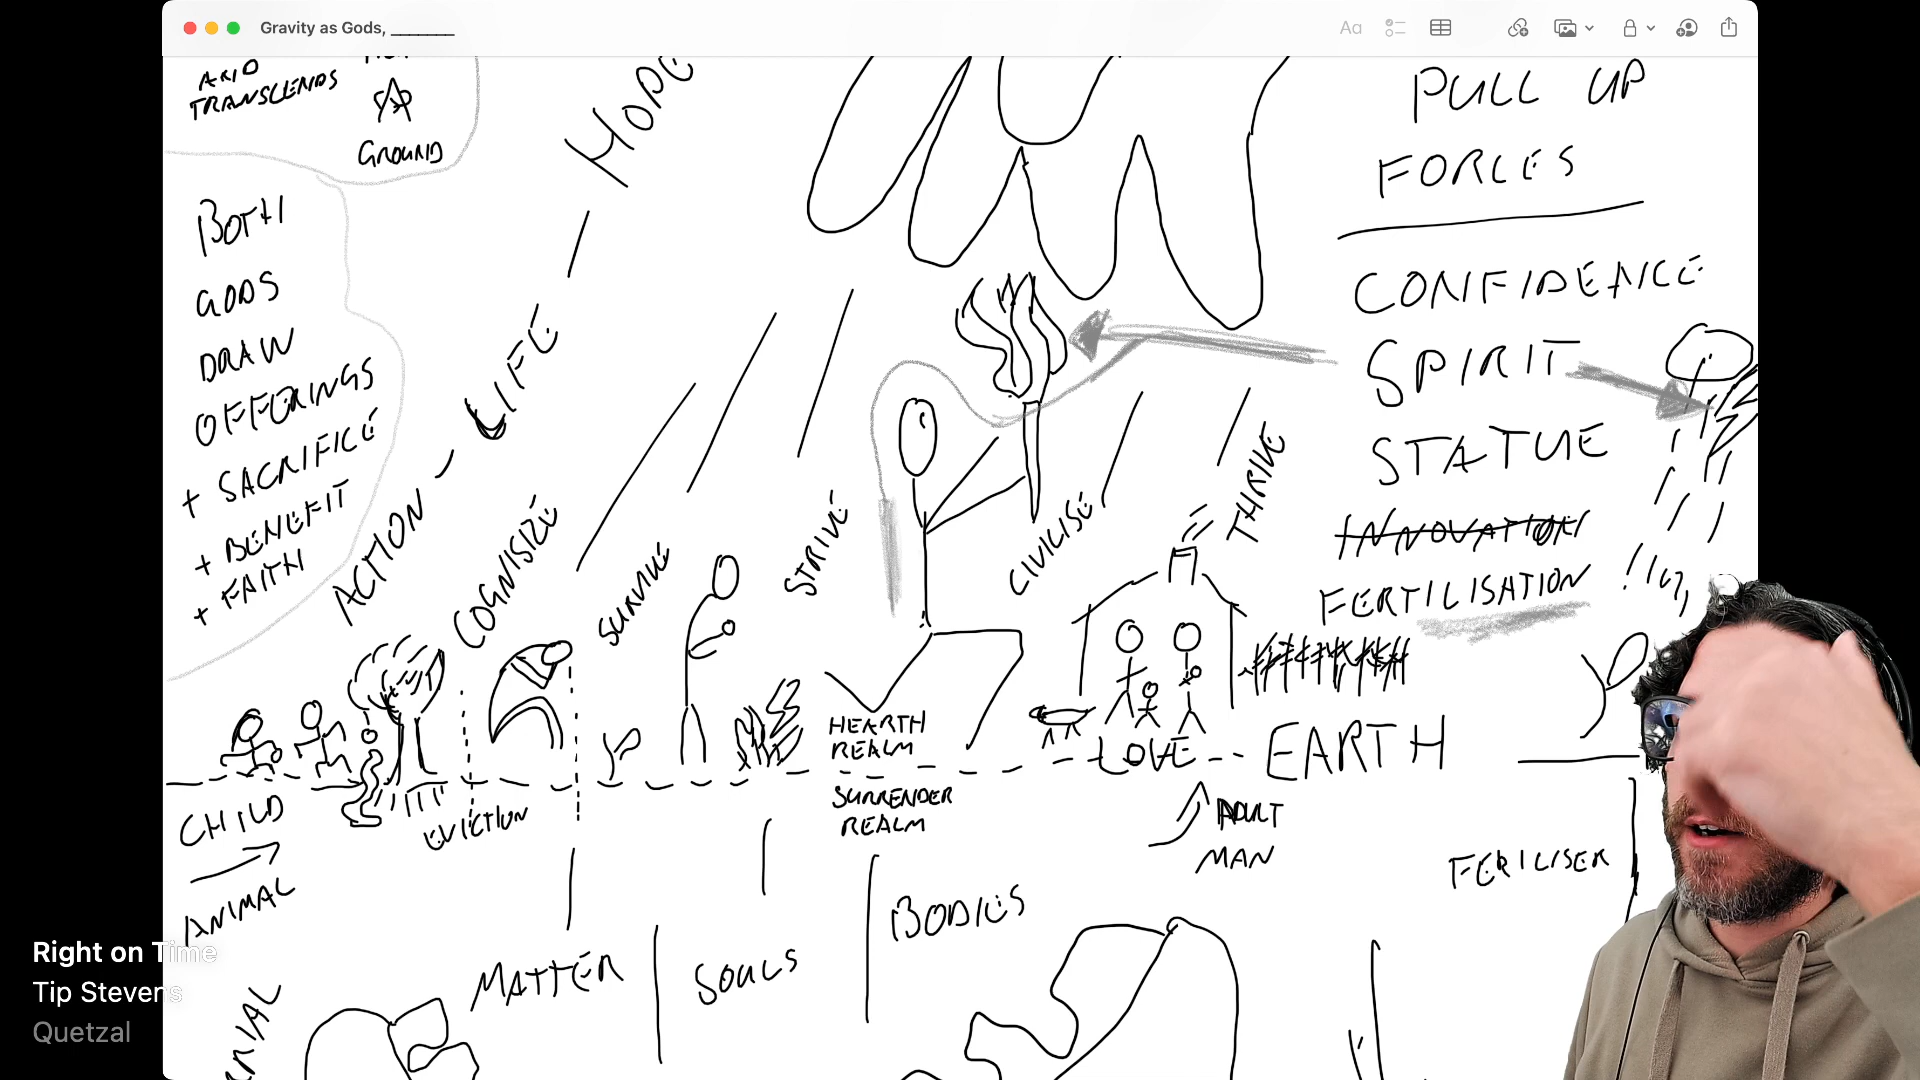 Gravity as Gods, _______
Aa
AND
TRANSCENDS
GROUND
BOTH
GODS
DRAW
OFFERINGS
+ SACRIFICE
+ BENEFIT
+ FAITH
ACTION - LIFE - HOPE
COGNISIZE
SURVIVE
STRIVE
CIVILISE
THRIVE
PULL UP
FORCES
CONFIDENCE
SPIRIT
STATUE
INNOVATION
FERTILISATION
HEARTH
REALM
LOVE
EARTH
SURRENDER
REALM
CHILD
ANIMAL
EVICTION
ADULT
MAN
FERILISER
MATTER
SOULS
BODIES
Right on Time
Tip Stevens
Quetzal